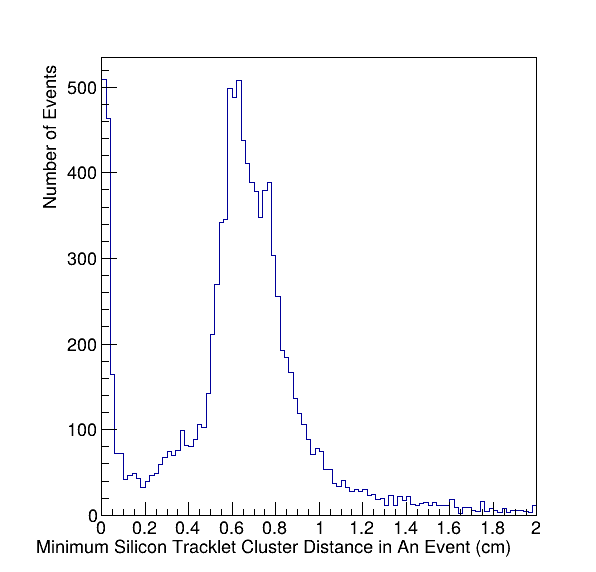 Number of Events
500
400
300
200
100
0
0 0.2 0.4 0.6 0.8 1 1.2 1.4 1.6 1.8 2
Minimum Silicon Tracklet Cluster Distance in An Event (cm)